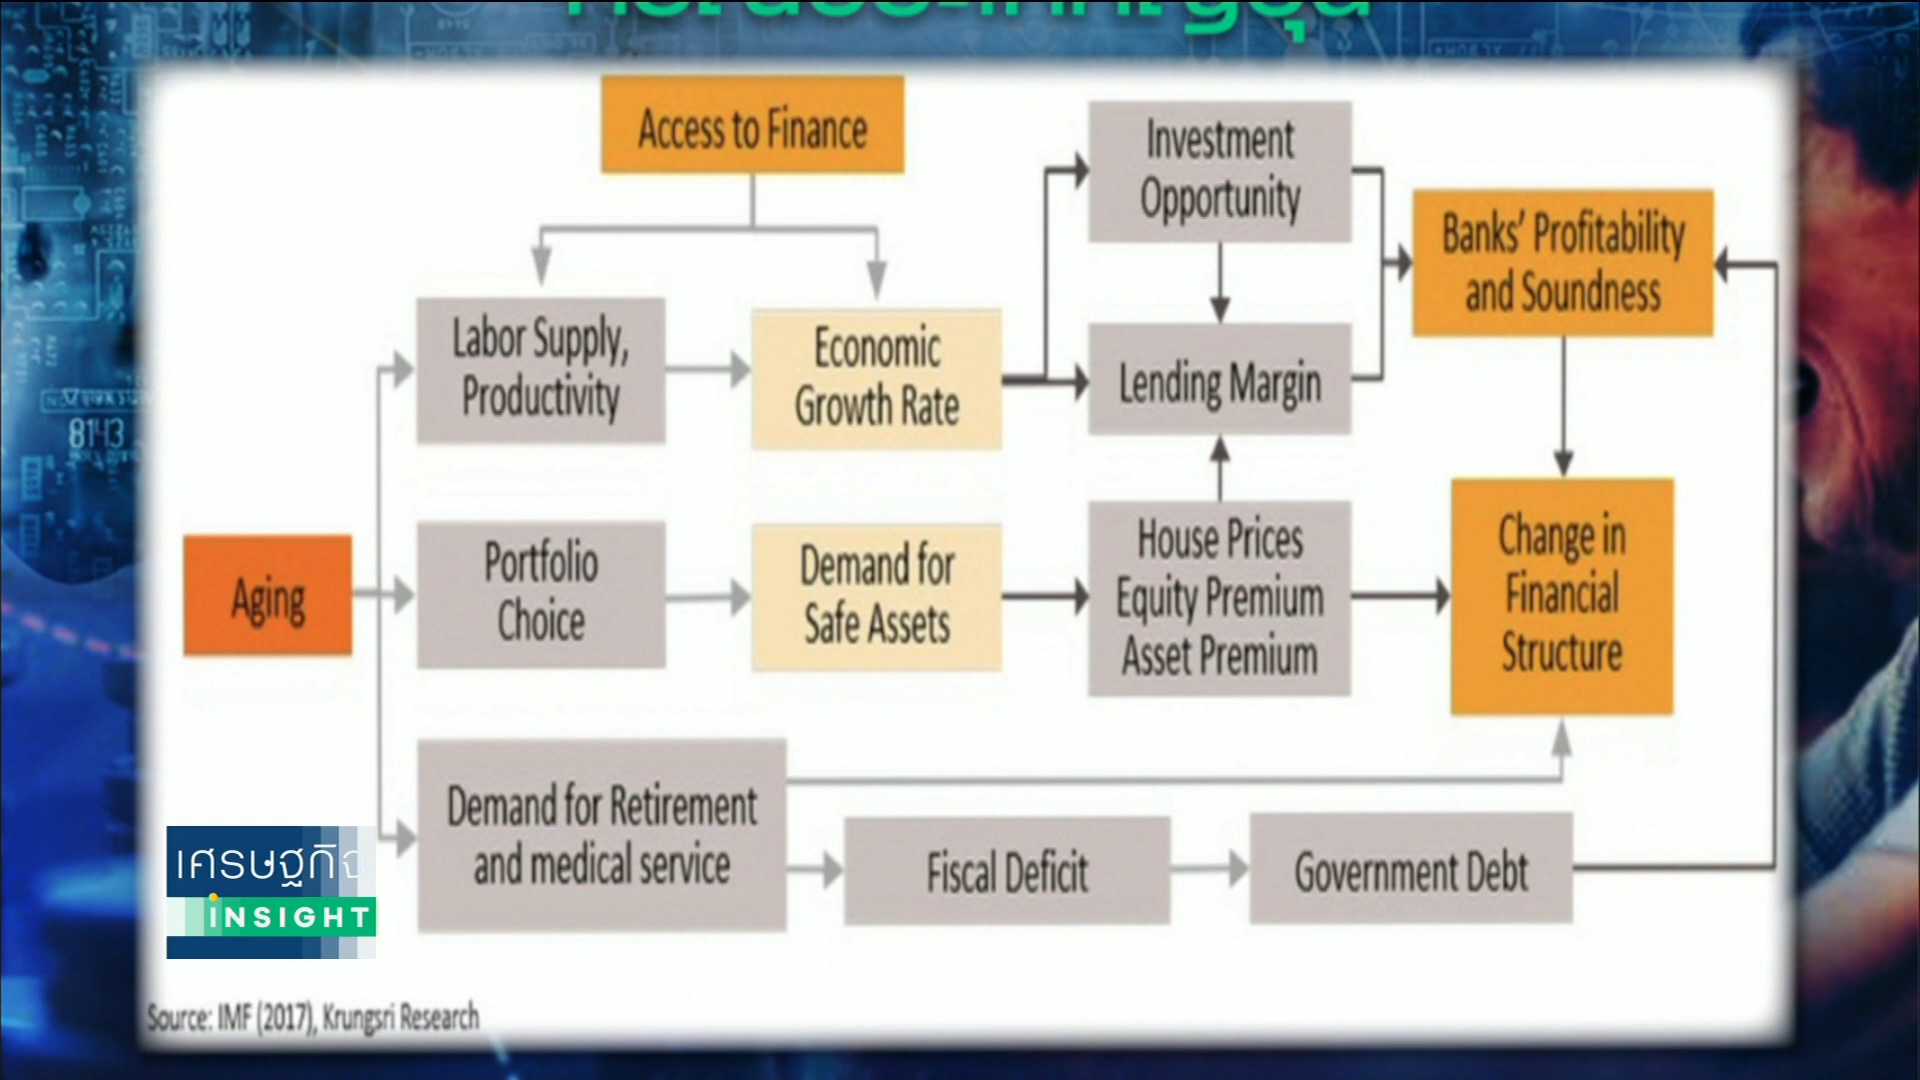 Access to Finance
Investment
Opportunity
Banks' Profitability
and Soundness
Labor Supply,
Productivity
Economic
Growth Rate
Lending Margin
Aging
Portfolio
Choice
Demand for
Safe Assets
House Prices
Equity Premium
Asset Premium
Change in
Financial
Structure
Demand for Retirement
and medical service
Fiscal Deficit
Government Debt
8143
เศรษฐกิจ
INSIGHT
Source: IMF (2017), Krungsri Research